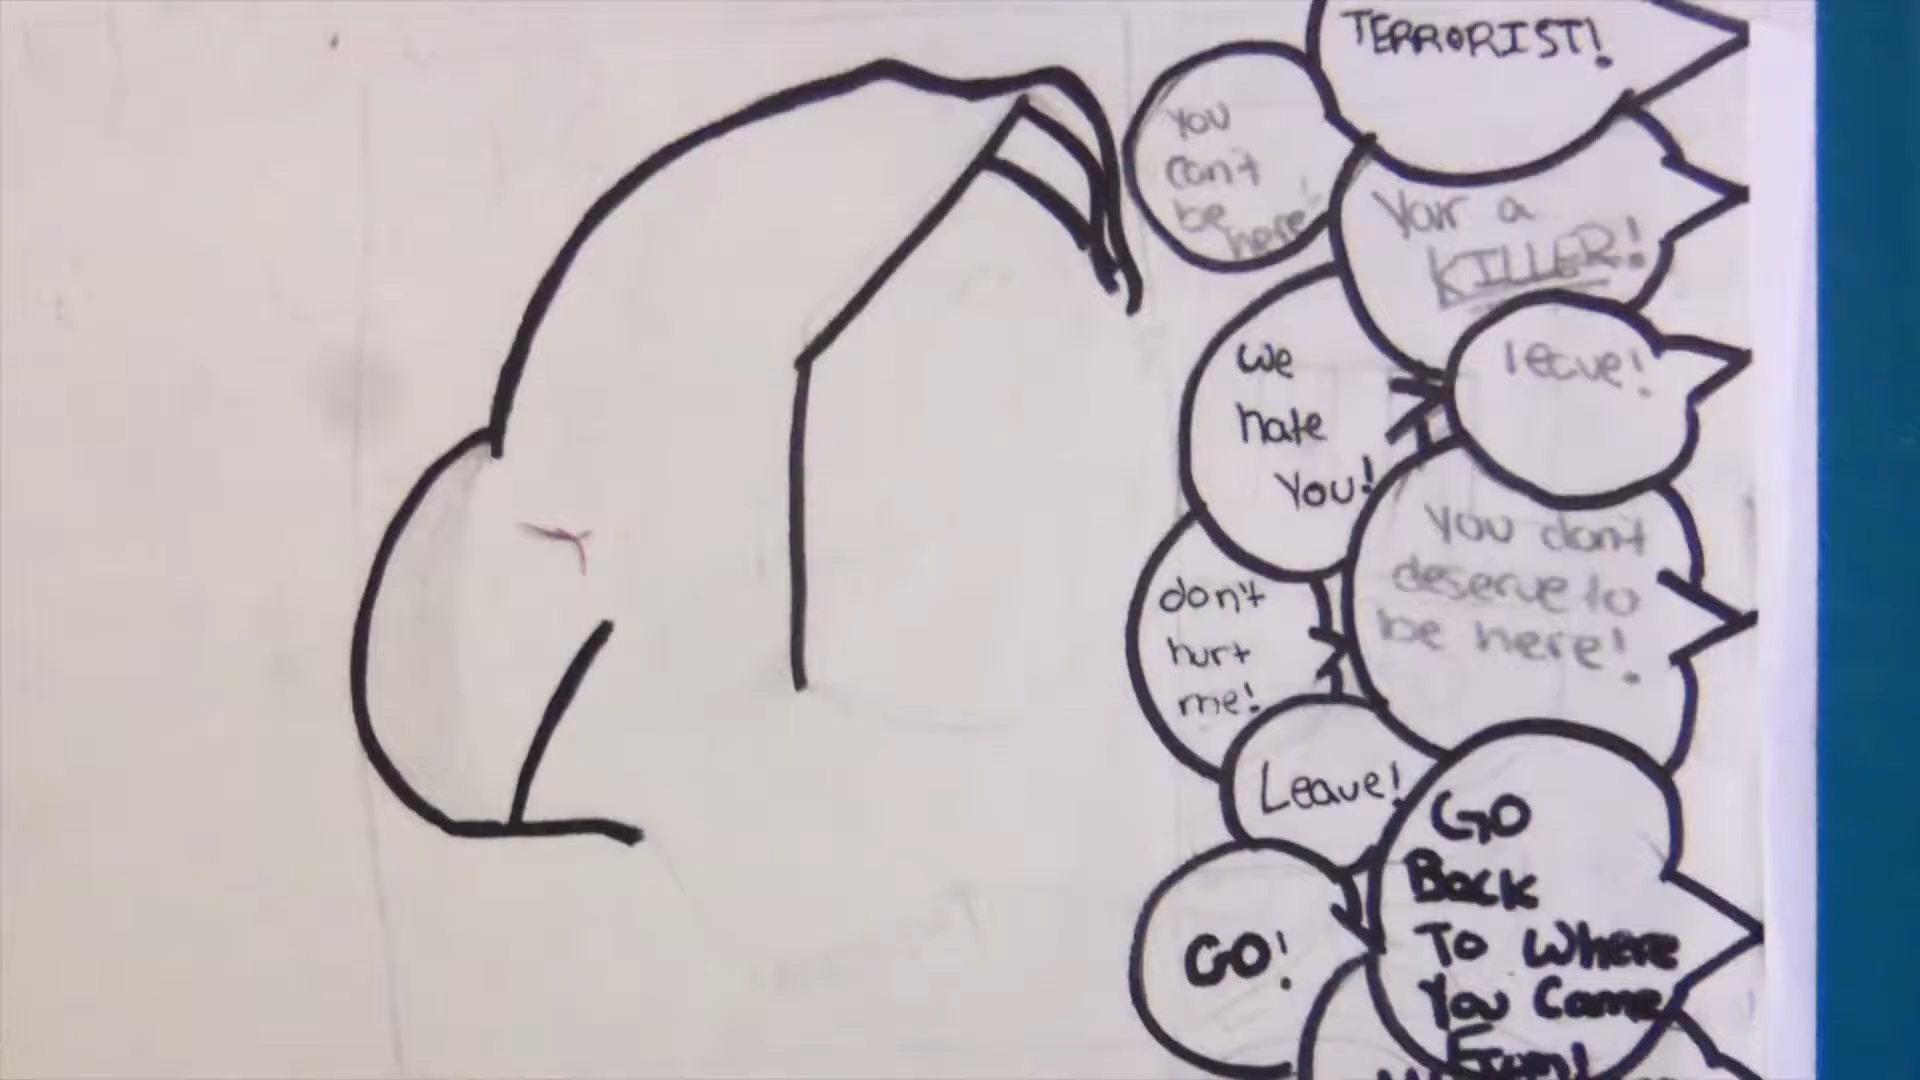 TERRORIST!
You
can't
be
here!
Your a
KILLER!
We
hate
You!
leave!
You don't
deserve to
be here!
don't
hurt
me!
Leave!
GO
Back
To Where
You Came
From!
GO!